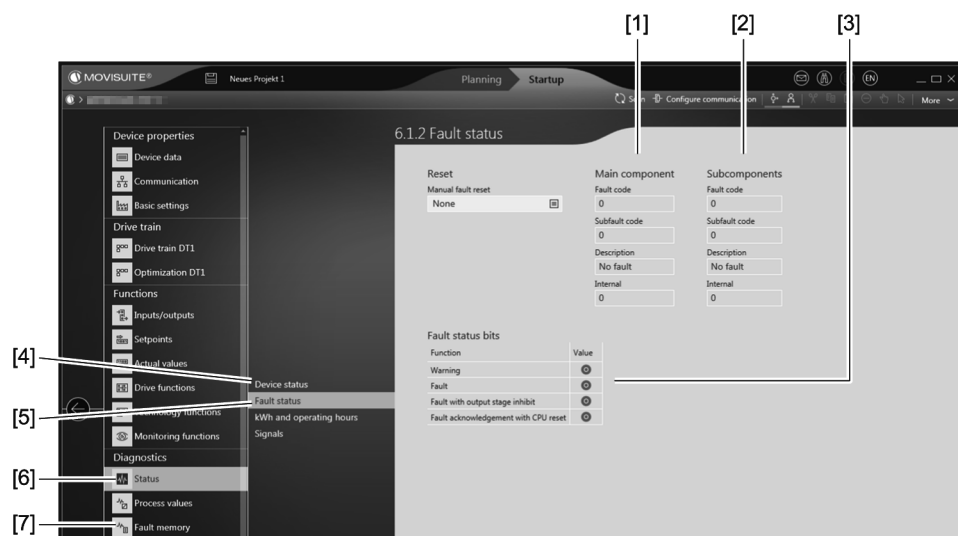 [1] [2] [3]
MOVISUITE® Neues Projekt 1 Planning Startup EN
> Scan Configure communication More
Device properties
Device data
Communication
Basic settings
Drive train
Drive train DT1
Optimization DT1
Functions
Inputs/outputs
Setpoints
Actual values
Drive functions
Technology functions
Monitoring functions
Diagnostics
Status
Process values
Fault memory
[4]
[5]
[6]
[7]
Device status
Fault status
kWh and operating hours
Signals
6.1.2 Fault status
Reset
Manual fault reset
None
Main component
Fault code
0
Subfault code
0
Description
No fault
Internal
0
Subcomponents
Fault code
0
Subfault code
0
Description
No fault
Internal
0
Fault status bits
Function Value
Warning
Fault
Fault with output stage inhibit
Fault acknowledgement with CPU reset